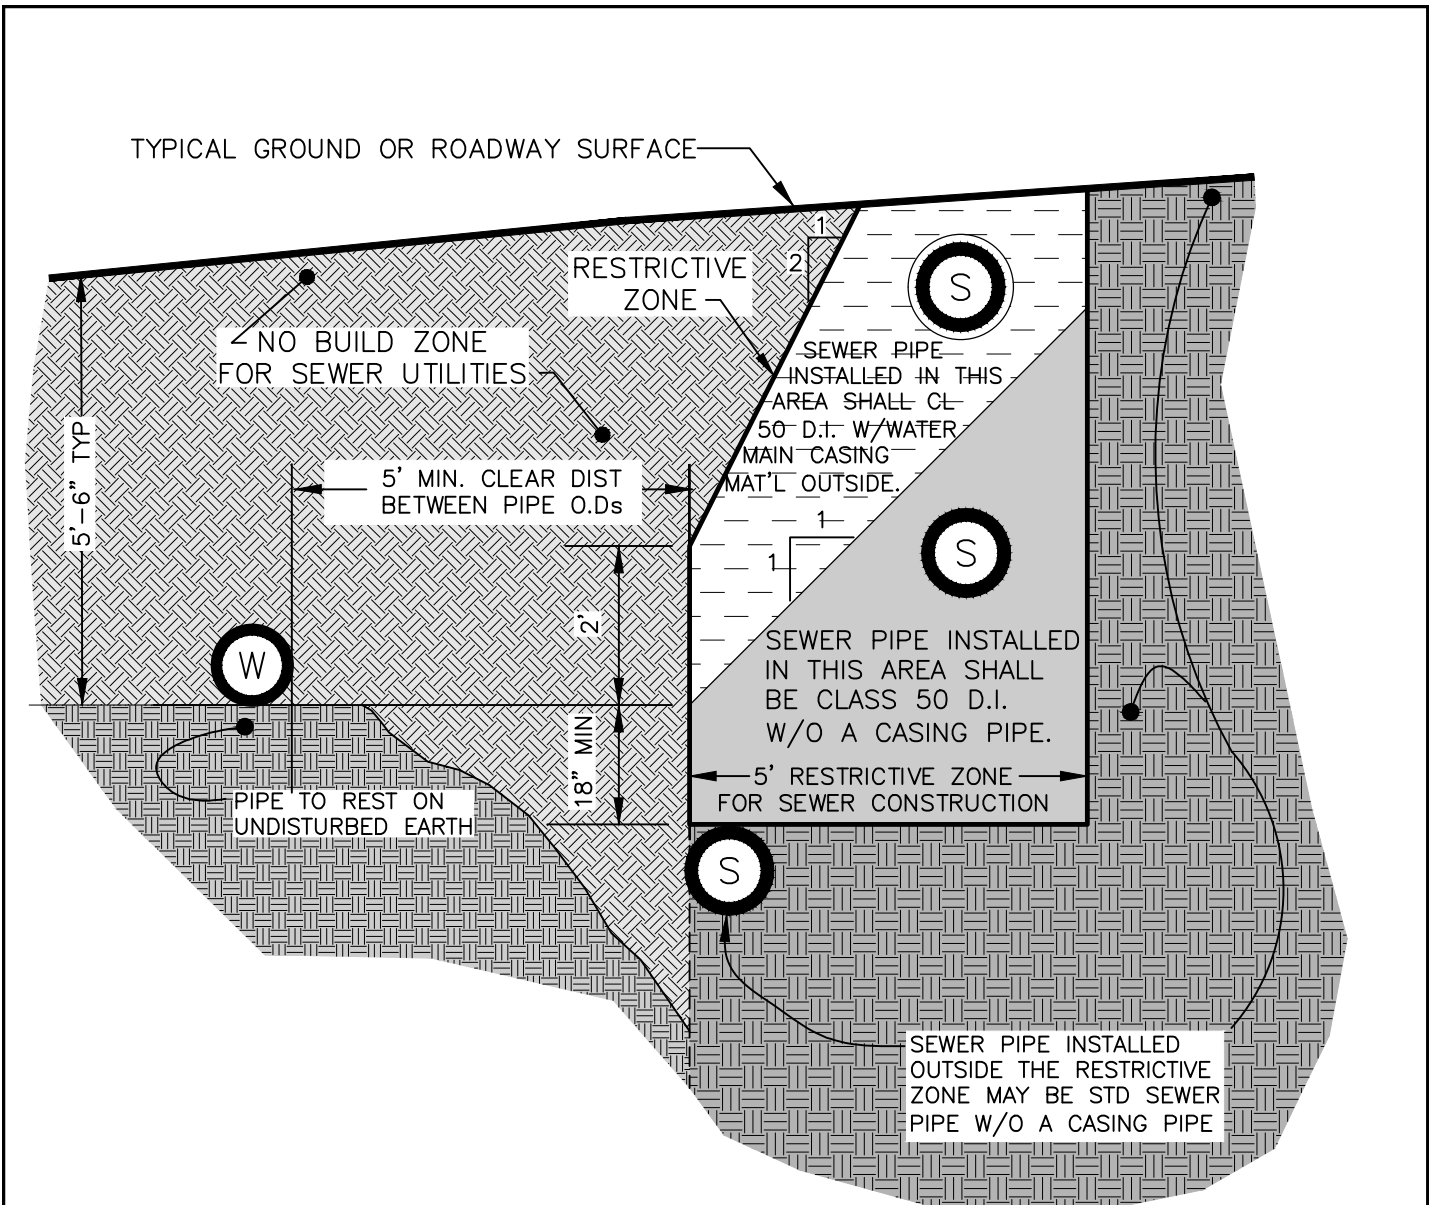 TYPICAL GROUND OR ROADWAY SURFACE
1
2
RESTRICTIVE
ZONE
S
NO BUILD ZONE
FOR SEWER UTILITIES
SEWER PIPE
INSTALLED IN THIS
AREA SHALL CL
50 D.I. W/WATER
MAIN CASING
MAT'L OUTSIDE.
5'-6" TYP
5' MIN. CLEAR DIST
BETWEEN PIPE O.Ds
1
1
S
2'
W
SEWER PIPE INSTALLED
IN THIS AREA SHALL
BE CLASS 50 D.I.
W/O A CASING PIPE.
18" MIN
5' RESTRICTIVE ZONE
FOR SEWER CONSTRUCTION
PIPE TO REST ON
UNDISTURBED EARTH
S
SEWER PIPE INSTALLED
OUTSIDE THE RESTRICTIVE
ZONE MAY BE STD SEWER
PIPE W/O A CASING PIPE